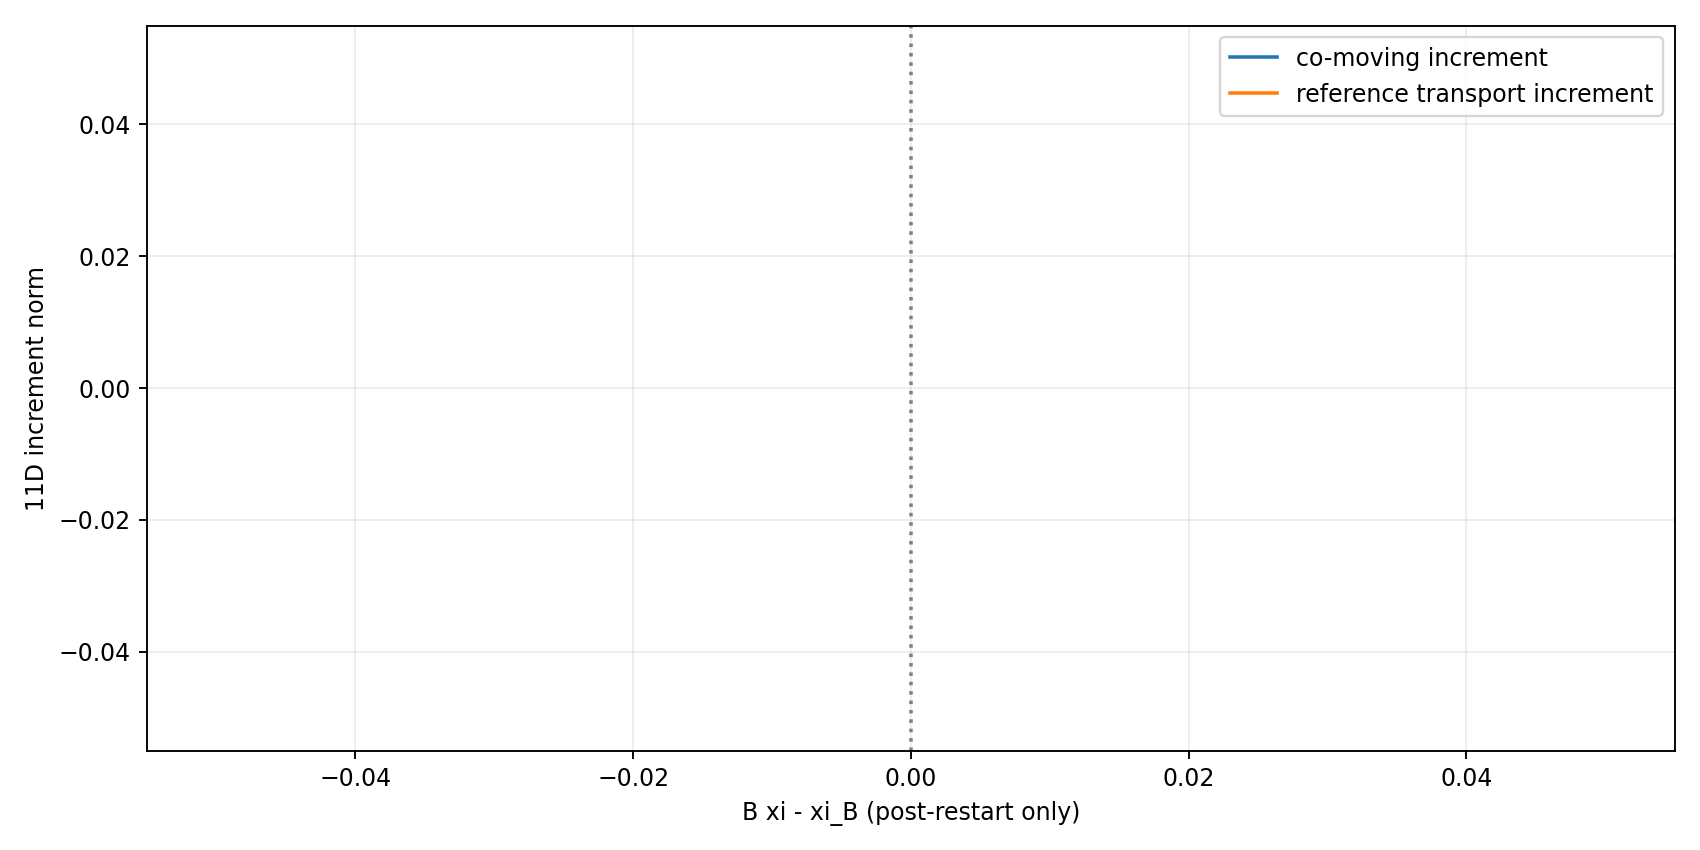 co-moving increment
reference transport increment
0.04
0.02
0.00
−0.02
−0.04
11D increment norm
−0.04
−0.02
0.00
0.02
0.04
B xi - xi_B (post-restart only)